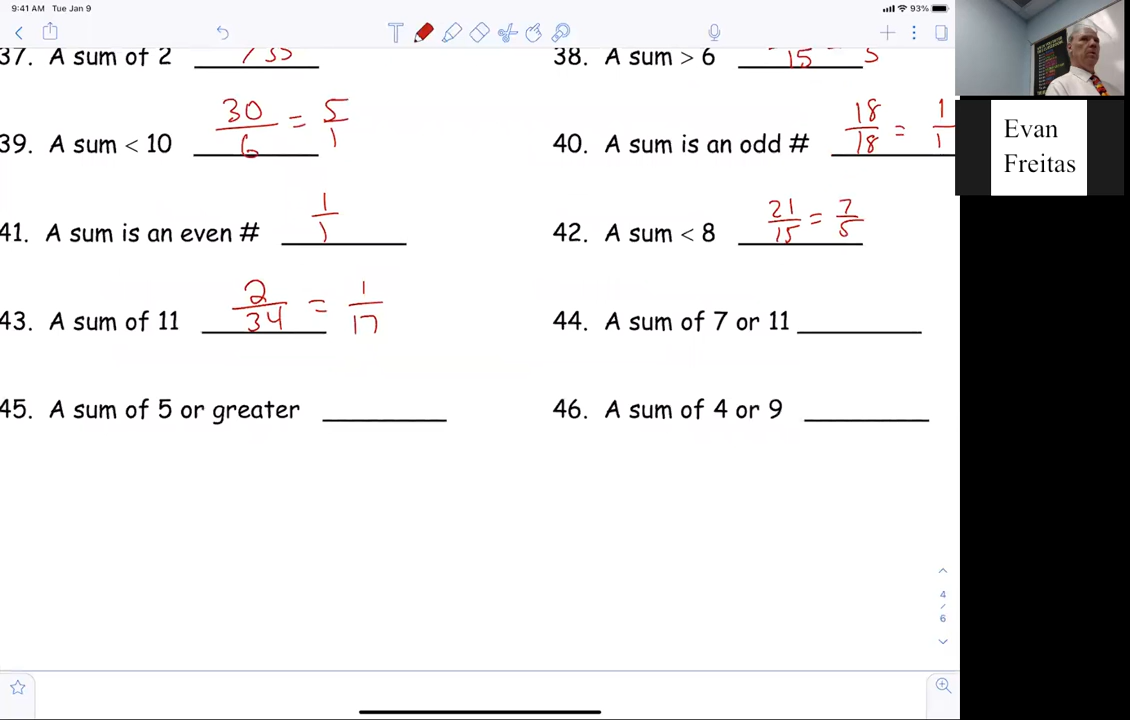 9:41 AM Tue Jan 9 93%
37. A sum of 2 /35 38. A sum > 6 15
39. A sum < 10 30/6 = 5/1 40. A sum is an odd # 18/18 = 1/1
41. A sum is an even # 1/1 42. A sum < 8 21/15 = 7/5
43. A sum of 11 2/34 = 1/17 44. A sum of 7 or 11
45. A sum of 5 or greater 46. A sum of 4 or 9
Evan
Freitas
4
/
6